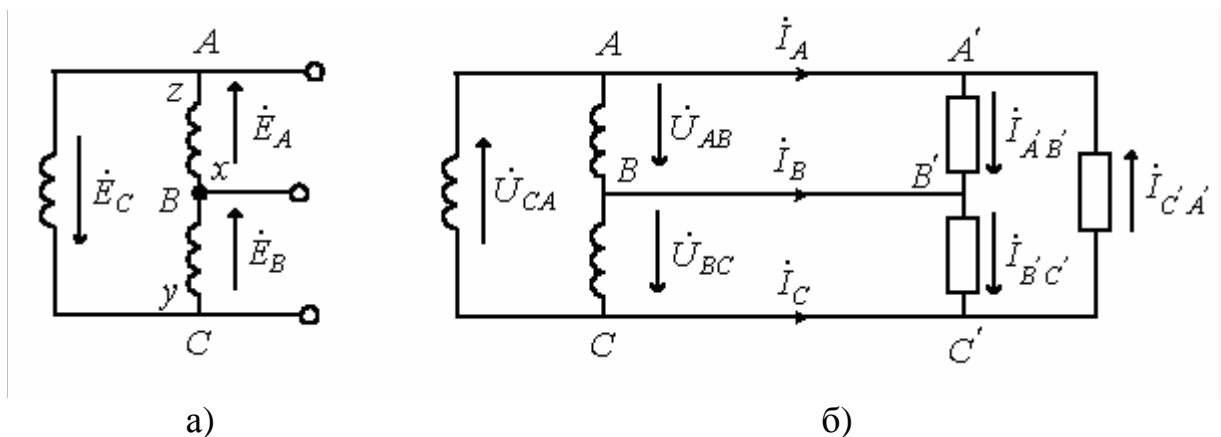 A
z
Ė_A
x
B
Ė_C
Ė_B
y
C
а)
A İ_A A′
U̇_AB
İ_A′B′
B İ_B B′
U̇_CA
İ_C′A′
U̇_BC
İ_B′C′
İ_C
C C′
б)